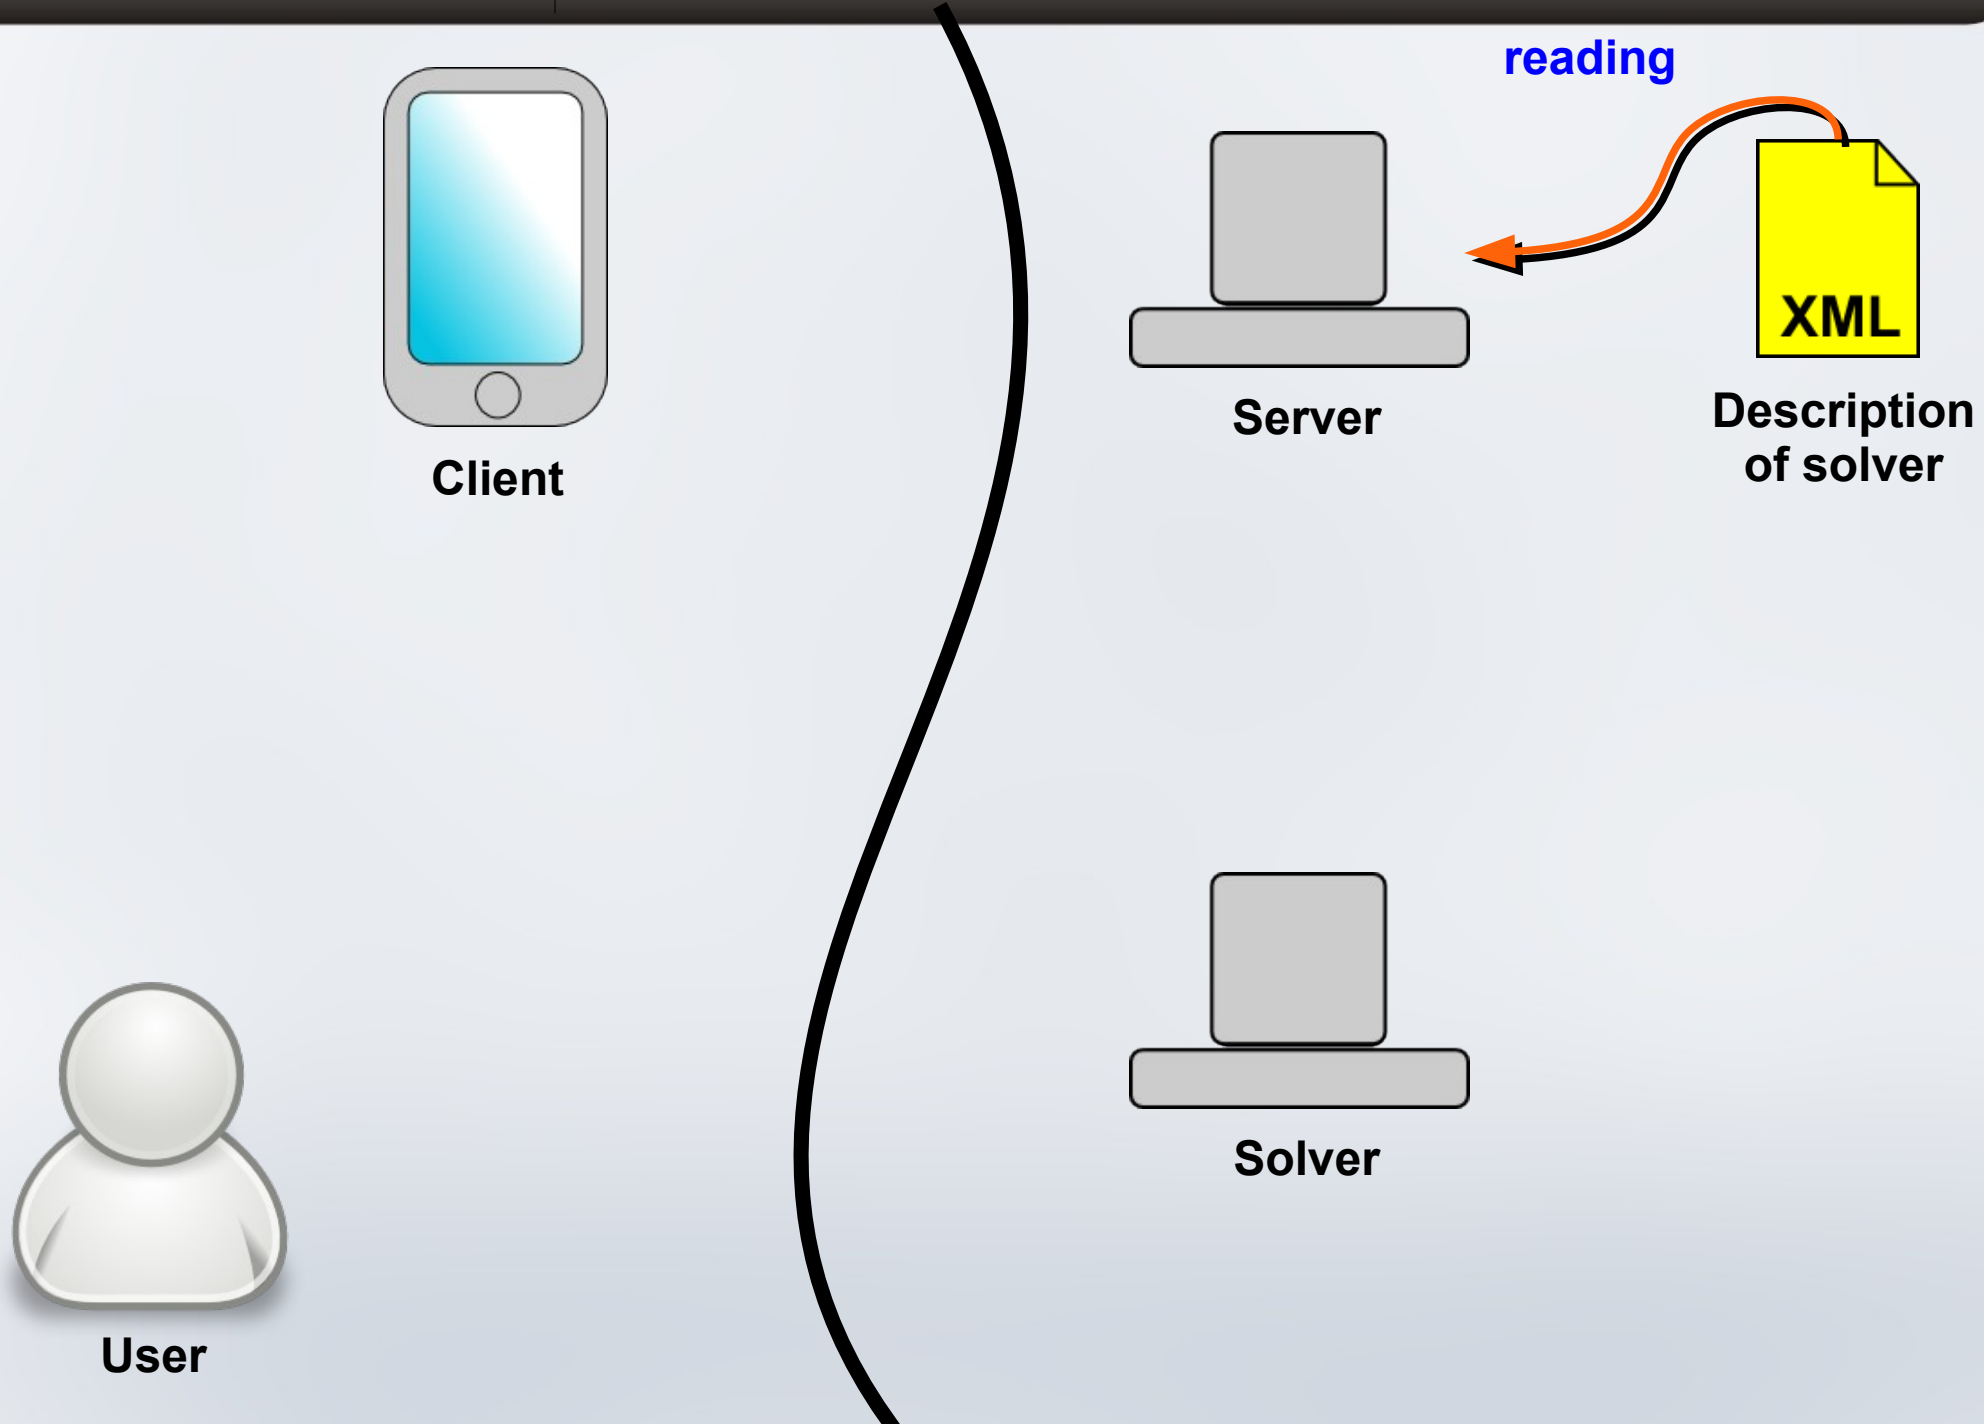 reading
XML
Description
of solver
Server
Client
Solver
User